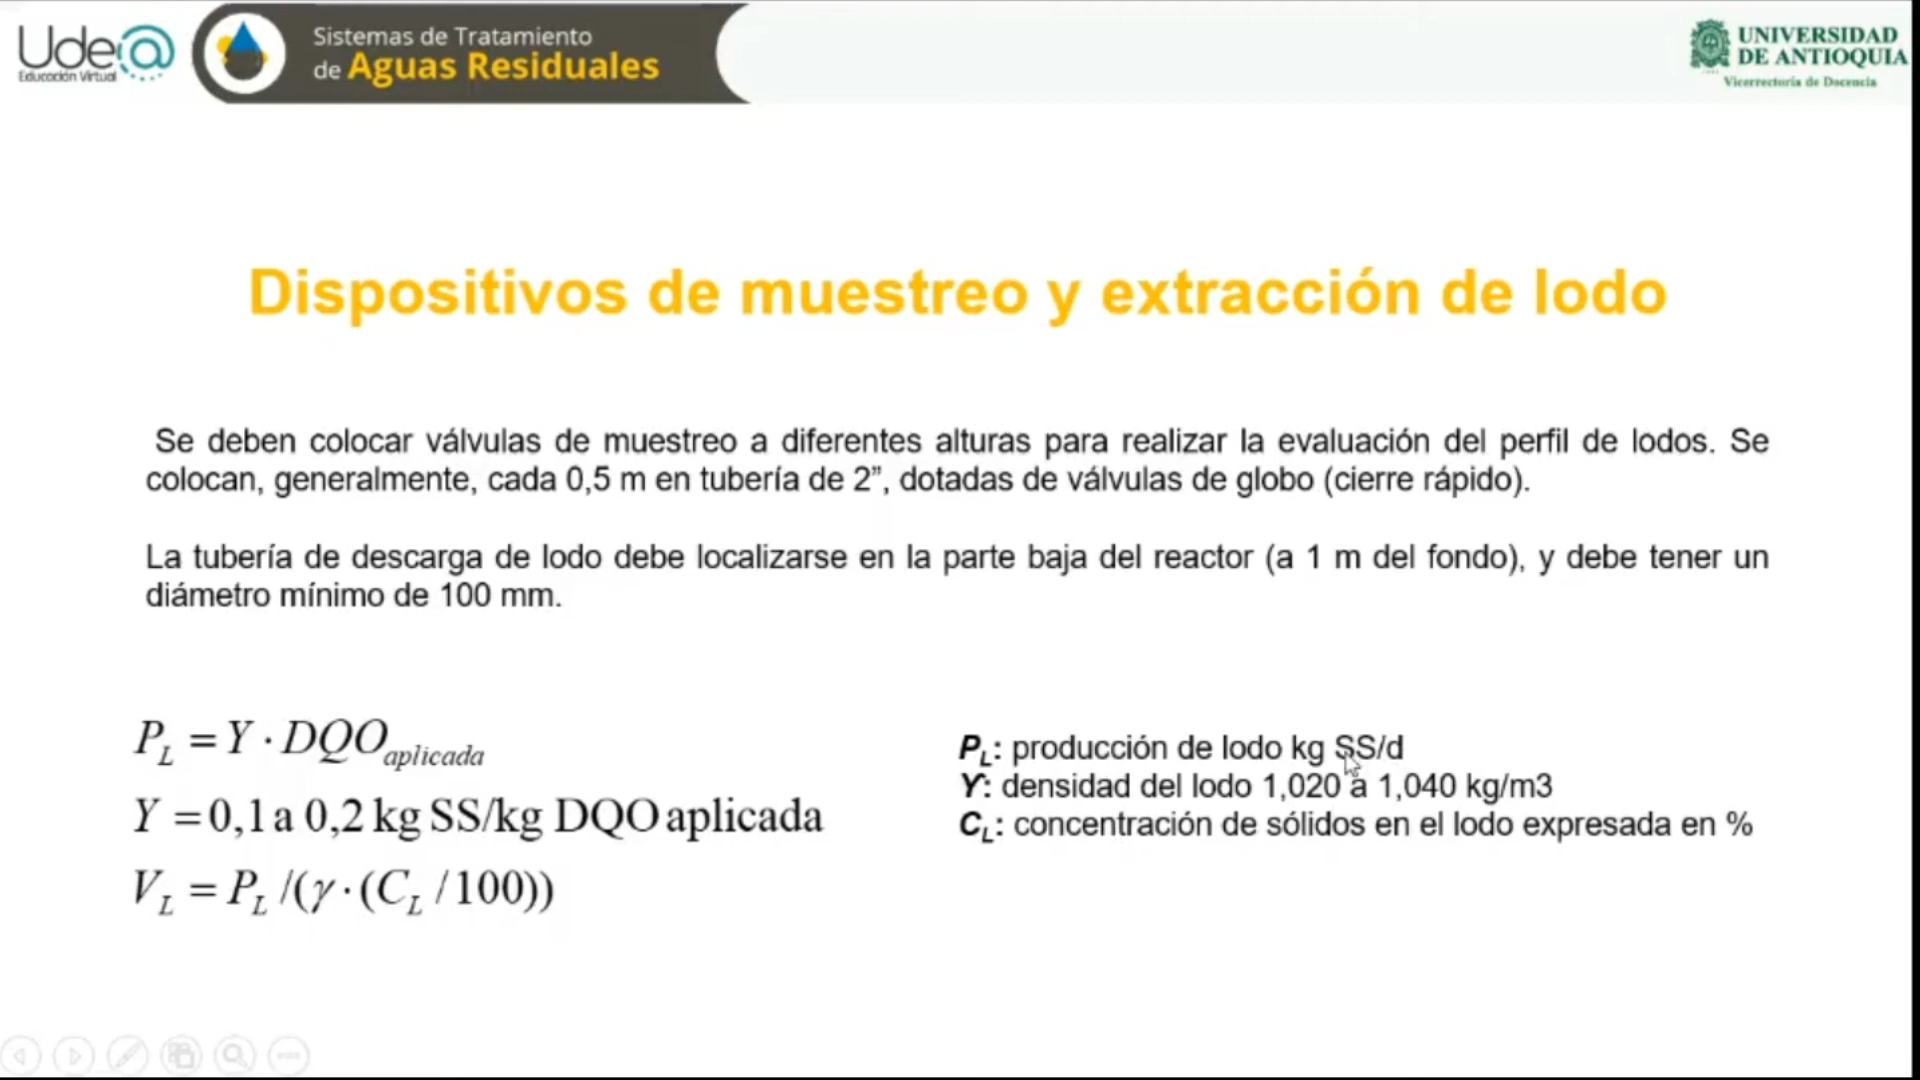 Ude@
Educación Virtual
Sistemas de Tratamiento
de Aguas Residuales
UNIVERSIDAD
DE ANTIOQUIA
Vicerrectoría de Docencia
Dispositivos de muestreo y extracción de lodo
Se deben colocar válvulas de muestreo a diferentes alturas para realizar la evaluación del perfil de lodos. Se
colocan, generalmente, cada 0,5 m en tubería de 2”, dotadas de válvulas de globo (cierre rápido).
La tubería de descarga de lodo debe localizarse en la parte baja del reactor (a 1 m del fondo), y debe tener un
diámetro mínimo de 100 mm.
P_L = Y · DQO_aplicada
Y = 0,1 a 0,2 kg SS/kg DQO aplicada
V_L = P_L /(γ · (C_L /100))
P_L: producción de lodo kg SS/d
Y: densidad del lodo 1,020 a 1,040 kg/m3
C_L: concentración de sólidos en el lodo expresada en %